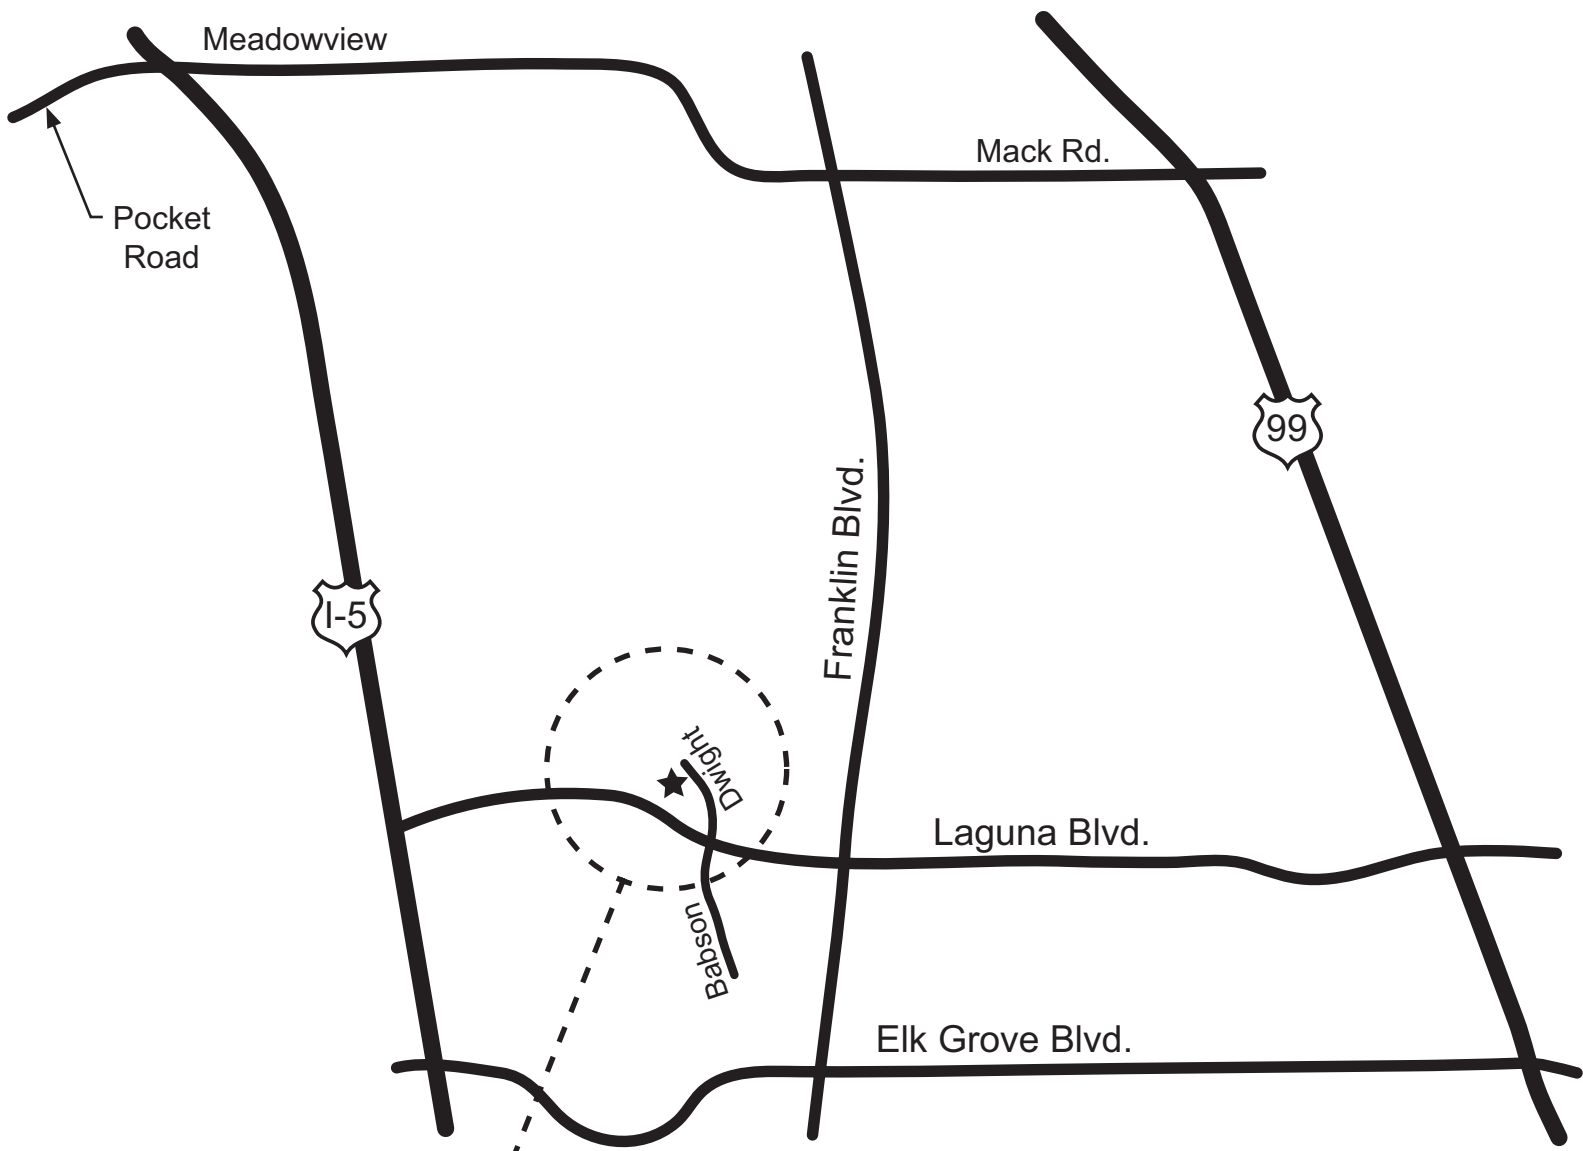 Meadowview
Mack Rd.
Pocket
Road
99
Franklin Blvd.
I-5
Dwight
Laguna Blvd.
Babson
Elk Grove Blvd.